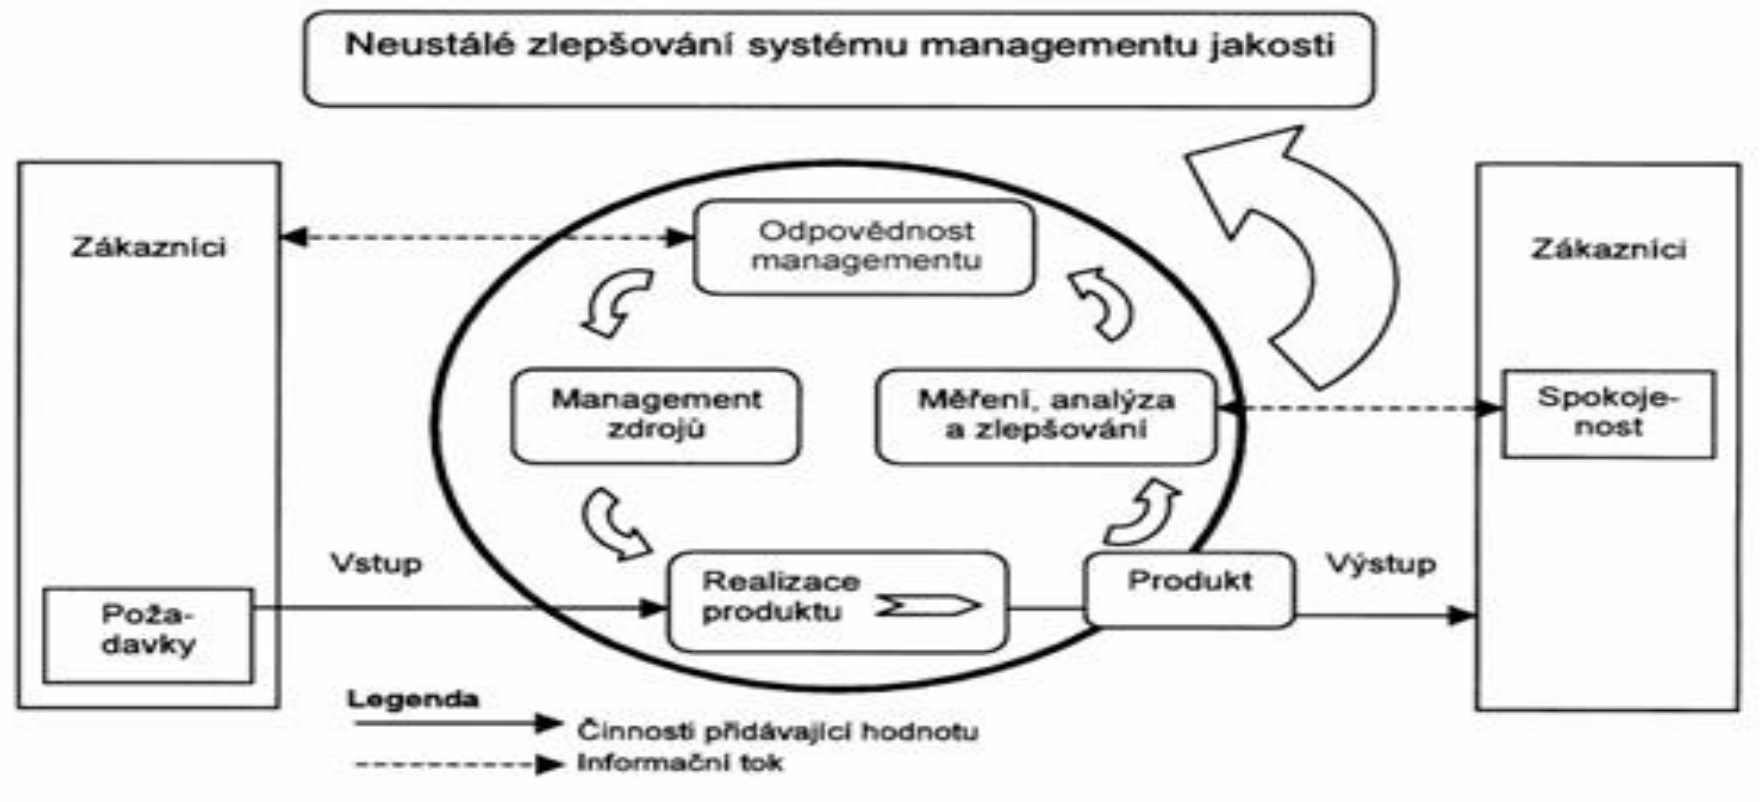 Neustálé zlepšování systému managementu jakosti
Zákazníci
Odpovědnost
managementu
Zákazníci
Management
zdrojů
Měření, analýza
a zlepšování
Spokoje-
nost
Vstup
Poža-
davky
Realizace
produktu
Produkt
Výstup
Legenda
Činnosti přidávající hodnotu
Informační tok